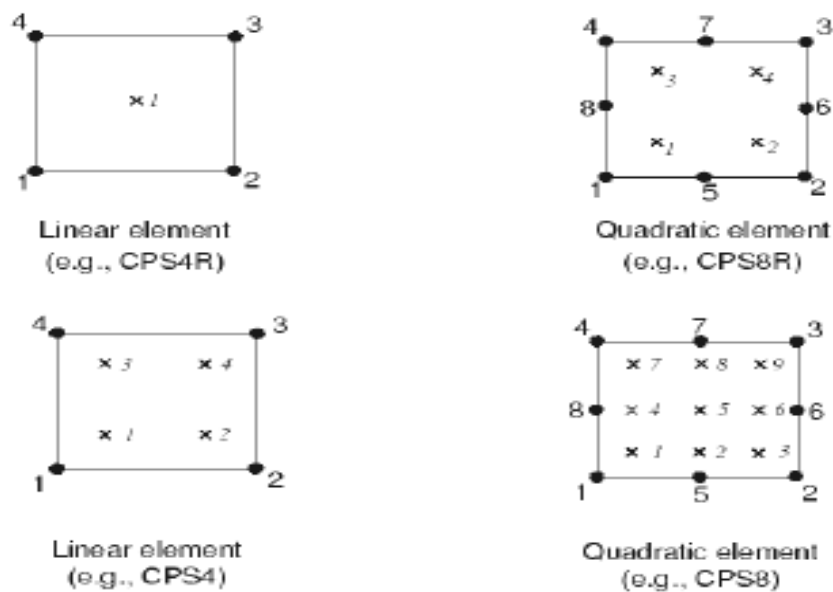 4 3
1
1 2
Linear element
(e.g., CPS4R)
4 7 3
3 4
8 6
1 2
1 5 2
Quadratic element
(e.g., CPS8R)
4 3
3 4
1 2
1 2
Linear element
(e.g., CPS4)
4 7 3
7 8 9
8 4 5 6 6
1 2 3
1 5 2
Quadratic element
(e.g., CPS8)